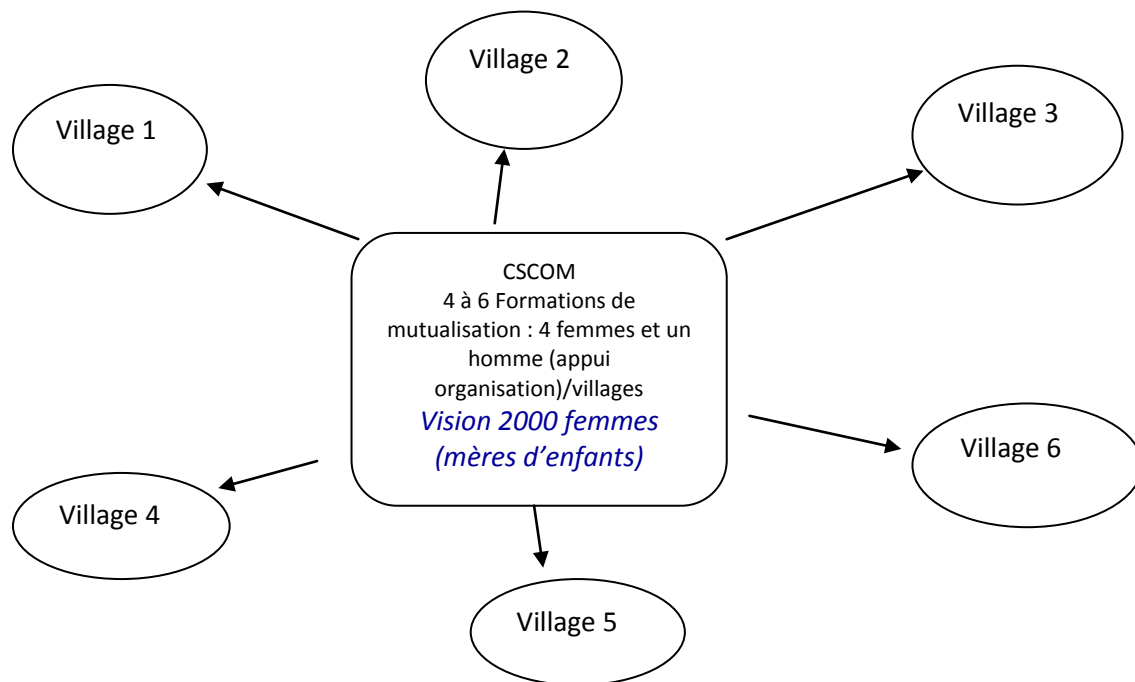 Village 2
Village 1
Village 3
CSCOM
4 à 6 Formations de
mutualisation : 4 femmes et un
homme (appui
organisation)/villages
Vision 2000 femmes
(mères d’enfants)
Village 6
Village 4
Village 5